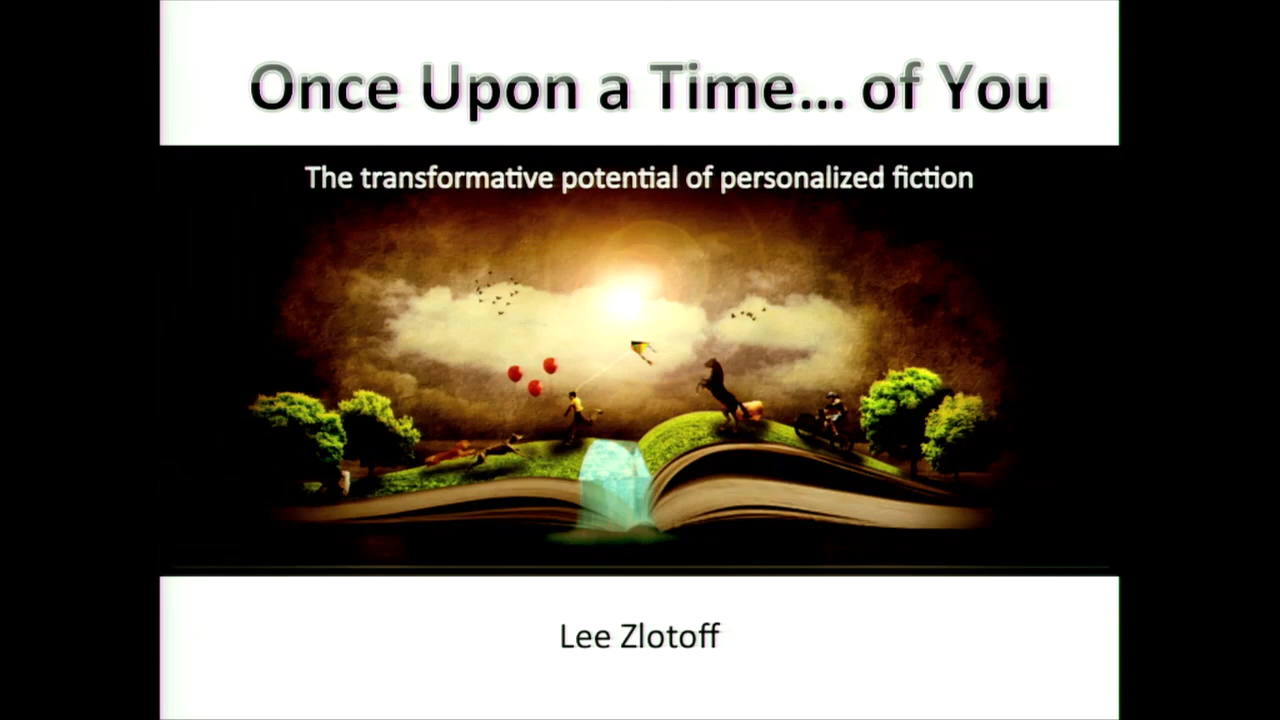 Once Upon a Time... of You
The transformative potential of personalized fiction
Lee Zlotoff